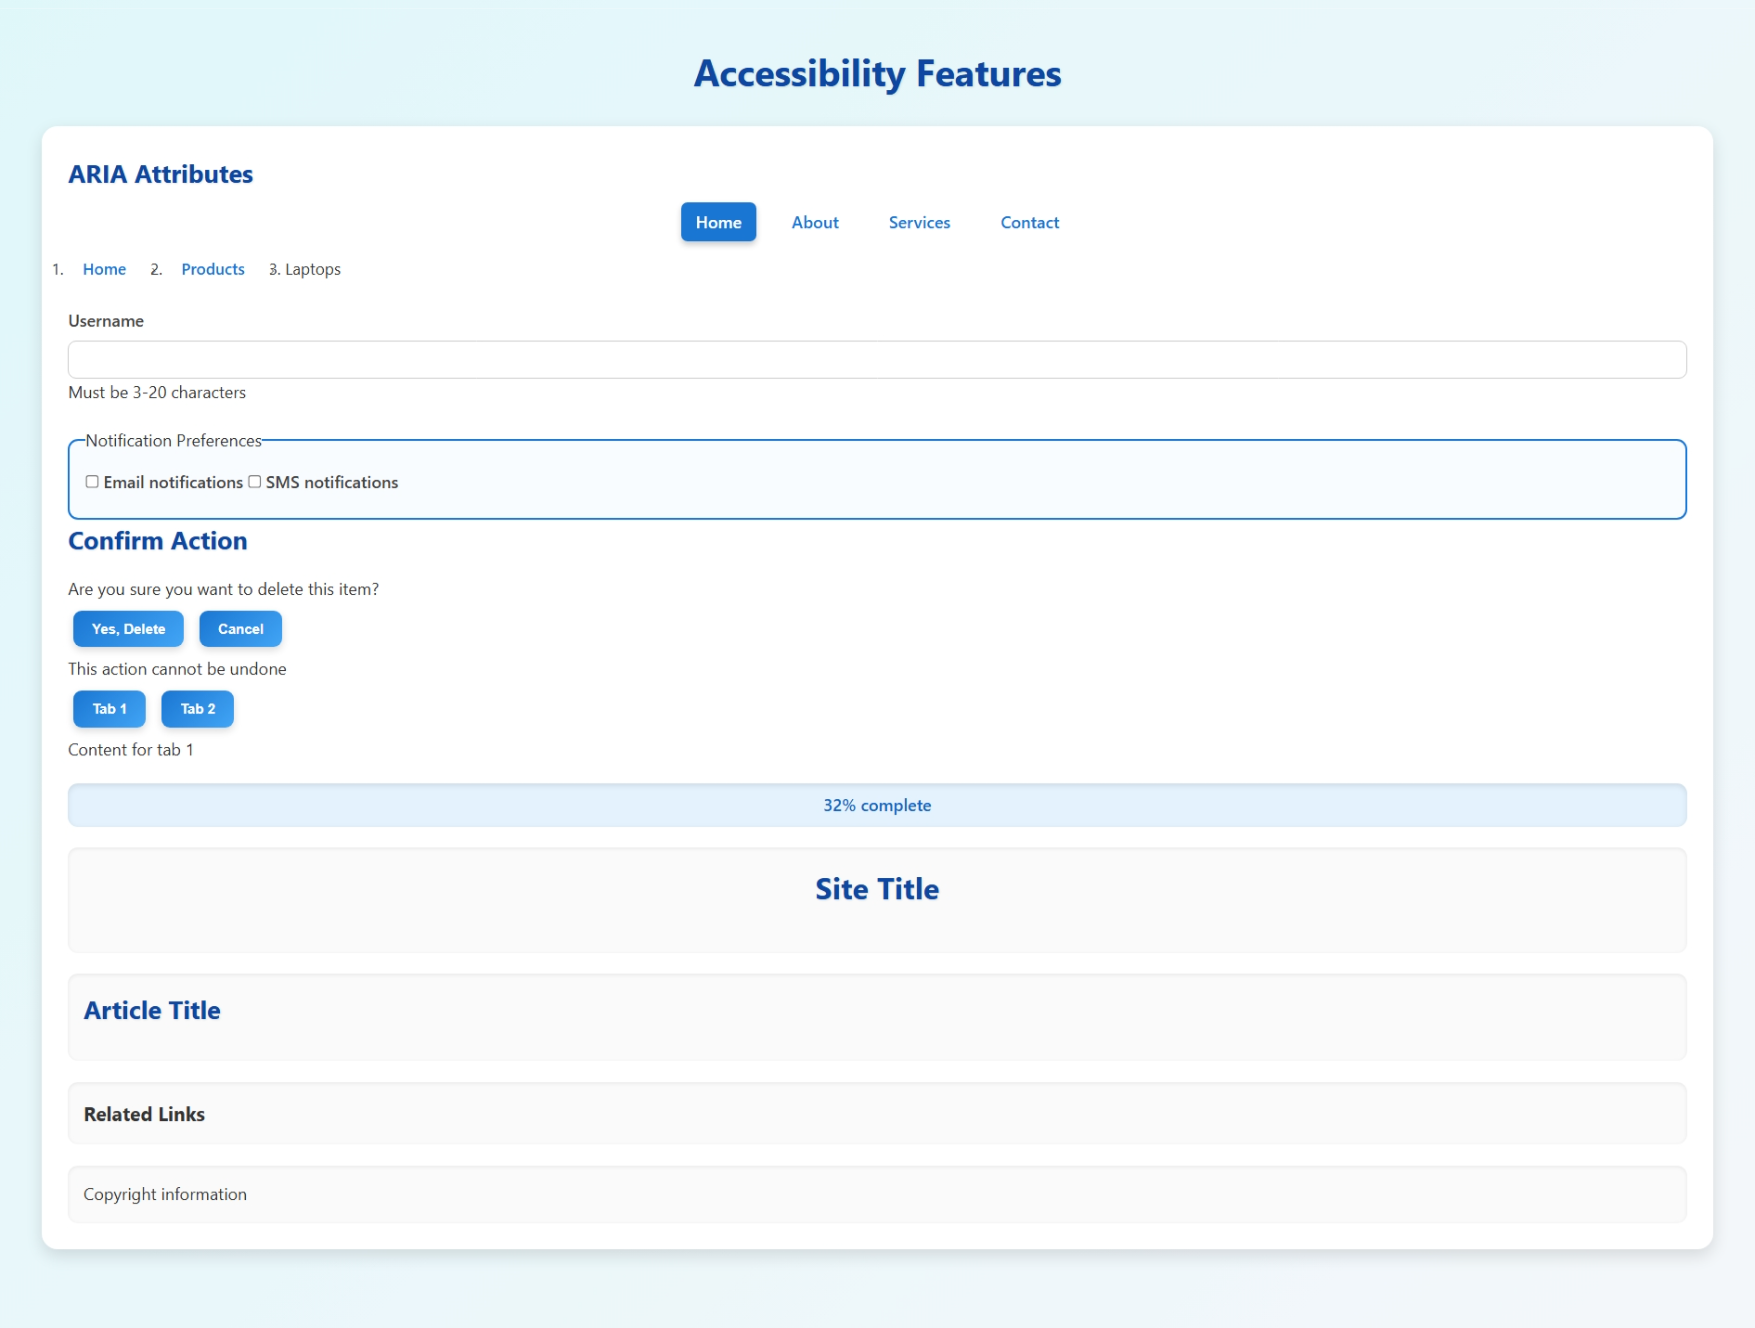 Accessibility Features
ARIA Attributes
Home About Services Contact
1. Home 2. Products 3. Laptops
Username
Must be 3-20 characters
Notification Preferences
Email notifications SMS notifications
Confirm Action
Are you sure you want to delete this item?
Yes, Delete Cancel
This action cannot be undone
Tab 1 Tab 2
Content for tab 1
32% complete
Site Title
Article Title
Related Links
Copyright information